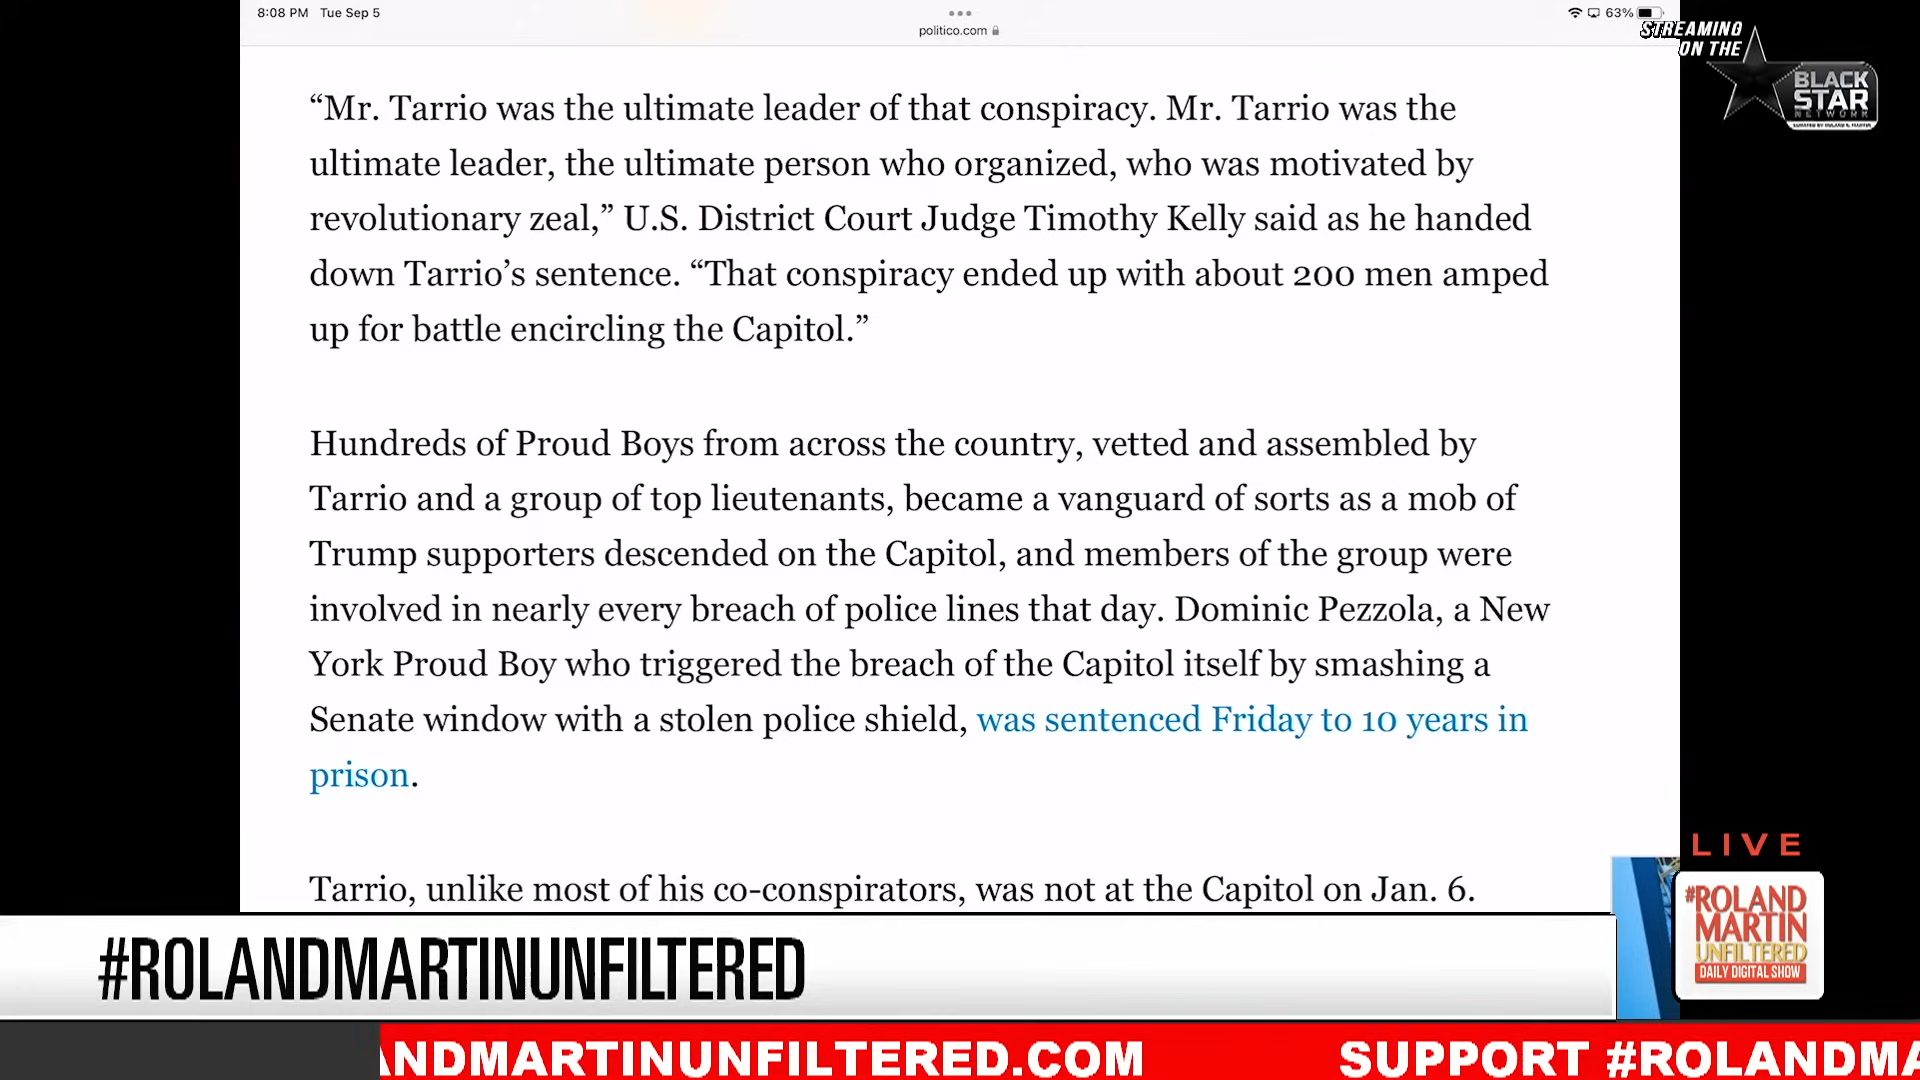 8:08 PM Tue Sep 5
politico.com
63%
STREAMING
ON THE
BLACK
STAR
NETWORK
“Mr. Tarrio was the ultimate leader of that conspiracy. Mr. Tarrio was the
ultimate leader, the ultimate person who organized, who was motivated by
revolutionary zeal,” U.S. District Court Judge Timothy Kelly said as he handed
down Tarrio’s sentence. “That conspiracy ended up with about 200 men amped
up for battle encircling the Capitol.”
Hundreds of Proud Boys from across the country, vetted and assembled by
Tarrio and a group of top lieutenants, became a vanguard of sorts as a mob of
Trump supporters descended on the Capitol, and members of the group were
involved in nearly every breach of police lines that day. Dominic Pezzola, a New
York Proud Boy who triggered the breach of the Capitol itself by smashing a
Senate window with a stolen police shield, was sentenced Friday to 10 years in
prison.
Tarrio, unlike most of his co-conspirators, was not at the Capitol on Jan. 6.
LIVE
#ROLAND
MARTIN
UNFILTERED
DAILY DIGITAL SHOW
#ROLANDMARTINUNFILTERED
NDMARTINUNFILTERED.COM SUPPORT #ROLANDMA